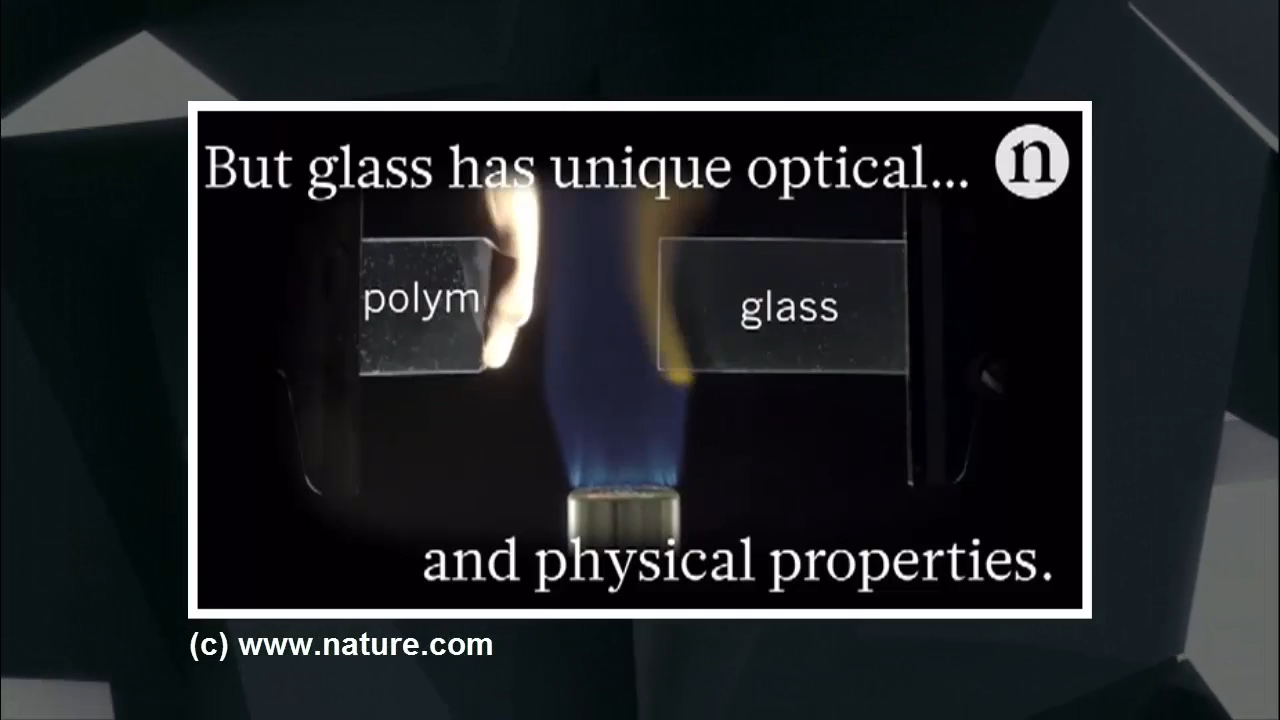 But glass has unique optical...
n
polym
glass
and physical properties.
(c) www.nature.com